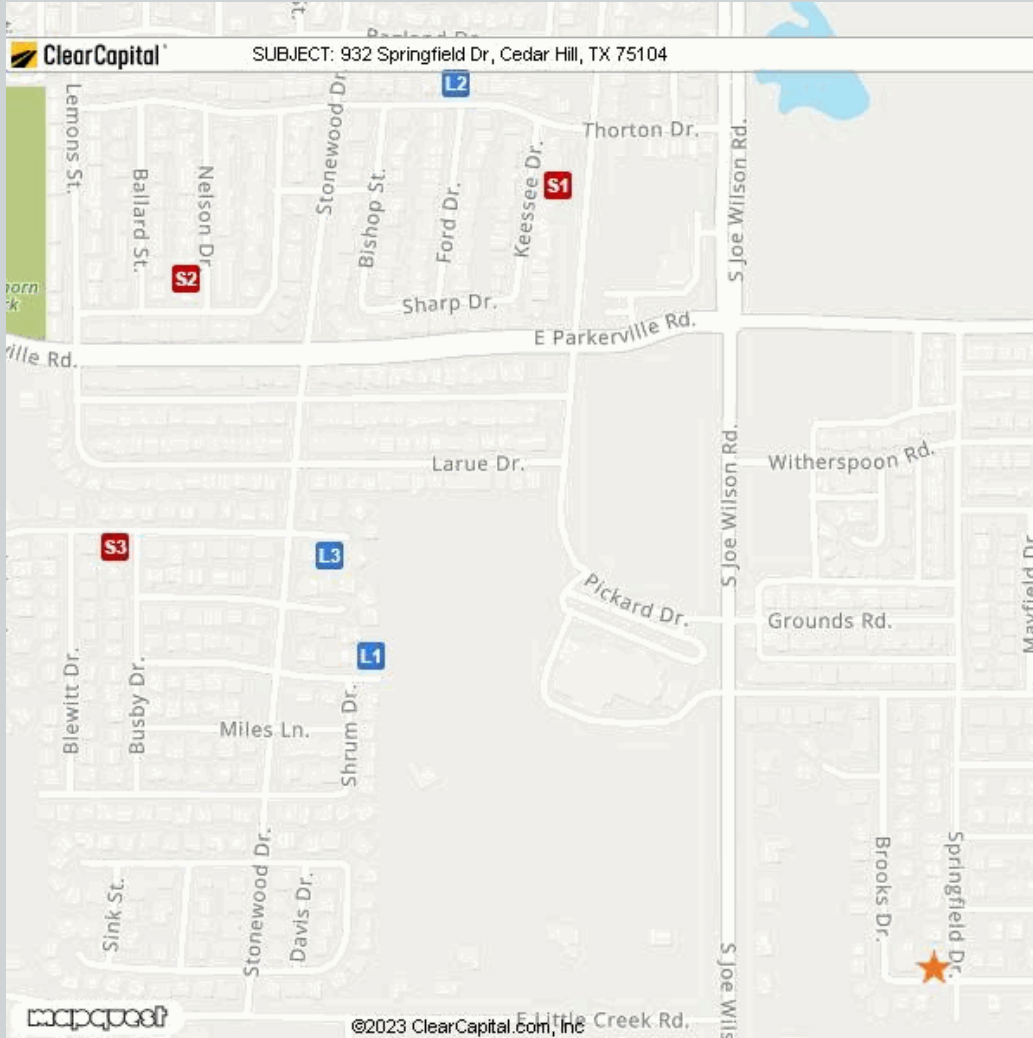 St.
ClearCapital
SUBJECT: 932 Springfield Dr, Cedar Hill, TX 75104
L2
Lemons St.
Stonewood Dr.
Thorton Dr.
S Joe Wilson Rd.
Ballard St.
Nelson Dr.
Bishop St.
Ford Dr.
Keessee Dr.
S1
S2
Sharp Dr.
E Parkerville Rd.
ville Rd.
Larue Dr.
S Joe Wilson Rd.
Witherspoon Rd.
S3
L3
Pickard Dr.
Grounds Rd.
Mayfield Dr.
L1
Blewitt Dr.
Busby Dr.
Miles Ln.
Shrum Dr.
Brooks Dr.
Springfield Dr.
Sink St.
Stonewood Dr.
Davis Dr.
S Joe Wils
mapquest
©2023 ClearCapital.com, Inc
E Little Creek Rd.